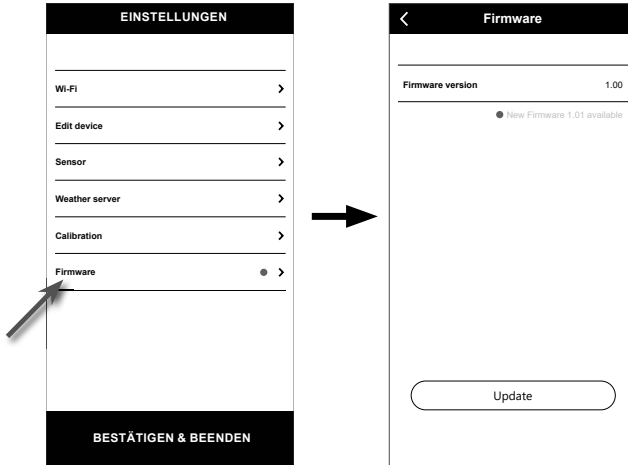 EINSTELLUNGEN
Wi-Fi
Edit device
Sensor
Weather server
Calibration
Firmware
BESTÄTIGEN & BEENDEN
Firmware
Firmware version 1.00
New Firmware 1.01 available
Update